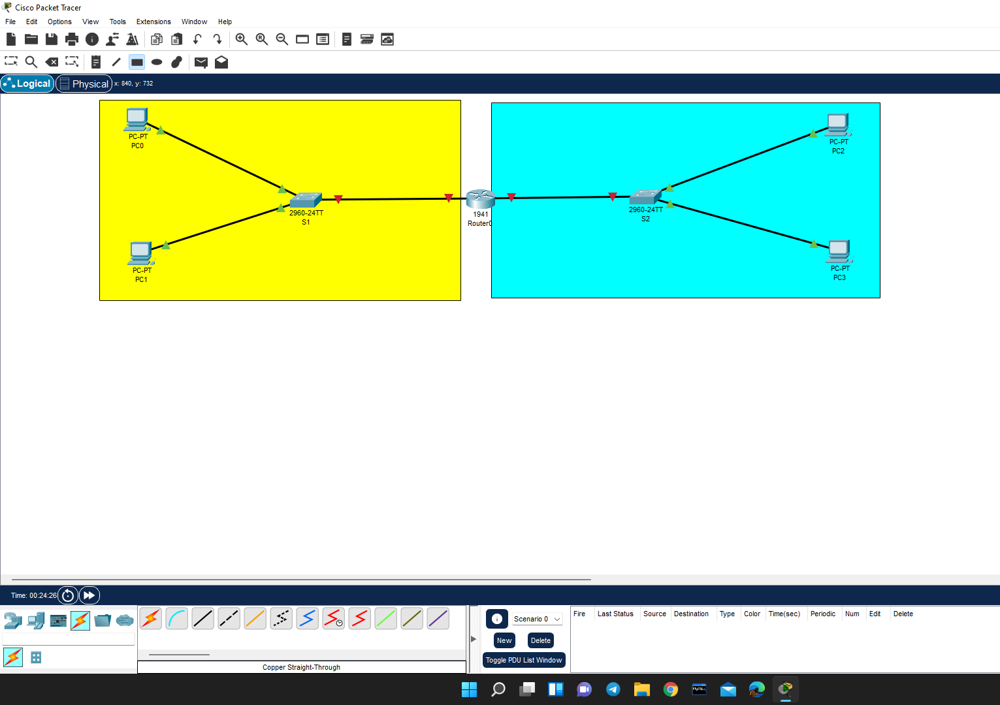 Cisco Packet Tracer
File Edit Options View Tools Extensions Window Help
Logical Physical x: 840, y: 732
PC-PT
PC0
PC-PT
PC1
2960-24TT
S1
1941
Router0
2960-24TT
S2
PC-PT
PC2
PC-PT
PC3
Time: 00:24:26
Scenario 0
New Delete
Toggle PDU List Window
Fire Last Status Source Destination Type Color Time(sec) Periodic Num Edit Delete
Copper Straight-Through